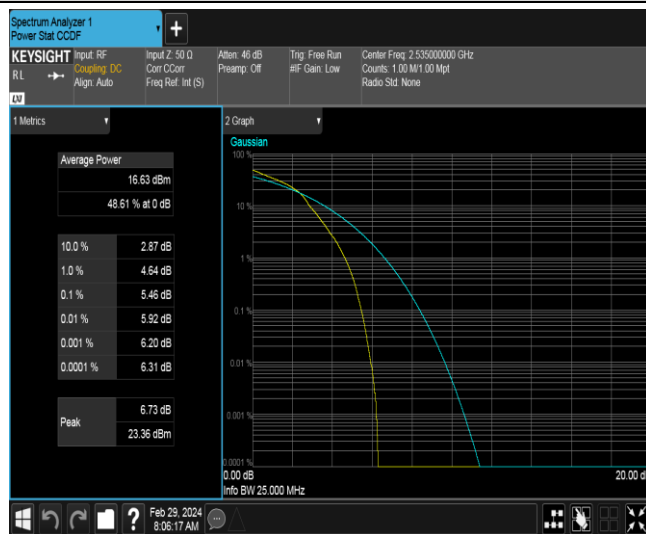 Spectrum Analyzer 1
Power Stat CCDF
+
KEYSIGHT Input: RF Input Z: 50 Ω Atten: 46 dB Trig: Free Run Center Freq: 2.535000000 GHz
RL Coupling: DC Corr CCorr Preamp: Off #IF Gain: Low Counts: 1.00 M/1.00 Mpt
Align: Auto Freq Ref: Int (S) Radio Std: None
LXI
1 Metrics
Average Power
16.63 dBm
48.61 % at 0 dB
10.0 % 2.87 dB
1.0 % 4.64 dB
0.1 % 5.46 dB
0.01 % 5.92 dB
0.001 % 6.20 dB
0.0001 % 6.31 dB
Peak 6.73 dB
23.36 dBm
2 Graph
Gaussian
100 %
10 %
1 %
0.1 %
0.01 %
0.001 %
0.0001 %
0.00 dB 20.00 d
Info BW 25.000 MHz
? Feb 29, 2024
8:06:17 AM